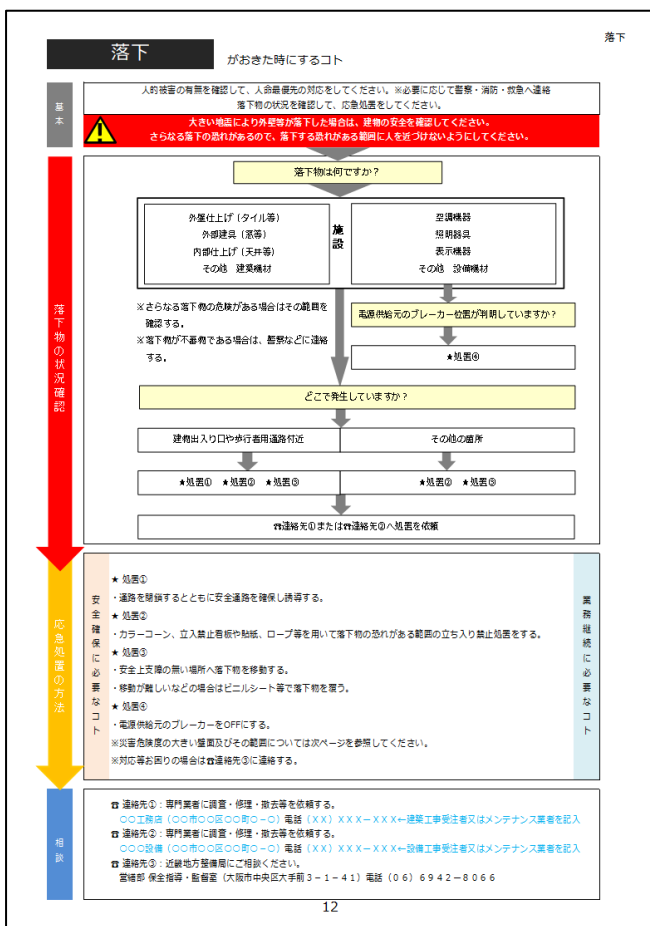 落下
落下 がおきた時にするコト
基本
人的被害の有無を確認して、人命最優先の対応をしてください。※必要に応じて警察・消防・救急へ連絡
落下物の状況を確認して、応急処置をしてください。
大きい地震により外壁等が落下した場合は、建物の安全を確認してください。
さらなる落下の恐れがあるので、落下する恐れがある範囲に人を近づけないようにしてください。
落下物の状況確認
落下物は何ですか？
外壁仕上げ（タイル等）
外部建具（窓等）
内部仕上げ（天井等）
その他 建築機材
施設
空調機器
照明器具
表示機器
その他 設備機材
※さらなる落下物の危険がある場合はその範囲を
確認する。
※落下物が不審物である場合は、警察などに連絡
する。
電源供給元のブレーカー位置が判明していますか？
★処置④
どこで発生していますか？
建物出入り口や歩行者用通路付近
その他の箇所
★処置① ★処置② ★処置③
★処置② ★処置③
☎連絡先①または☎連絡先②へ処置を依頼
応急処置の方法
安全確保に必要なコト
★ 処置①
・通路を閉鎖するとともに安全通路を確保し誘導する。
★ 処置②
・カラーコーン、立入禁止看板や貼紙、ロープ等を用いて落下物の恐れがある範囲の立ち入り禁止処置をする。
★ 処置③
・安全上支障の無い場所へ落下物を移動する。
・移動が難しいなどの場合はビニルシート等で落下物を覆う。
★ 処置④
・電源供給元のブレーカーをOFFにする。
※災害危険度の大きい壁面及びその範囲については次ページを参照してください。
※対応等お困りの場合は☎連絡先③に連絡する。
業務継続に必要なコト
相談
☎ 連絡先①：専門業者に調査・修理・撤去等を依頼する。
〇〇工務店（〇〇市〇〇区〇〇町〇－〇）電話（XX）XXX－XXX←建築工事受注者又はメンテナンス業者を記入
☎ 連絡先②：専門業者に調査・修理・撤去等を依頼する。
〇〇〇設備（〇〇市〇〇区〇〇町〇－〇）電話（XX）XXX－XXX←設備工事受注者又はメンテナンス業者を記入
☎ 連絡先③：近畿地方整備局にご相談ください。
営繕部 保全指導・監督室（大阪市中央区大手前３－１－４１）電話（０６）６９４２－８０６６
12